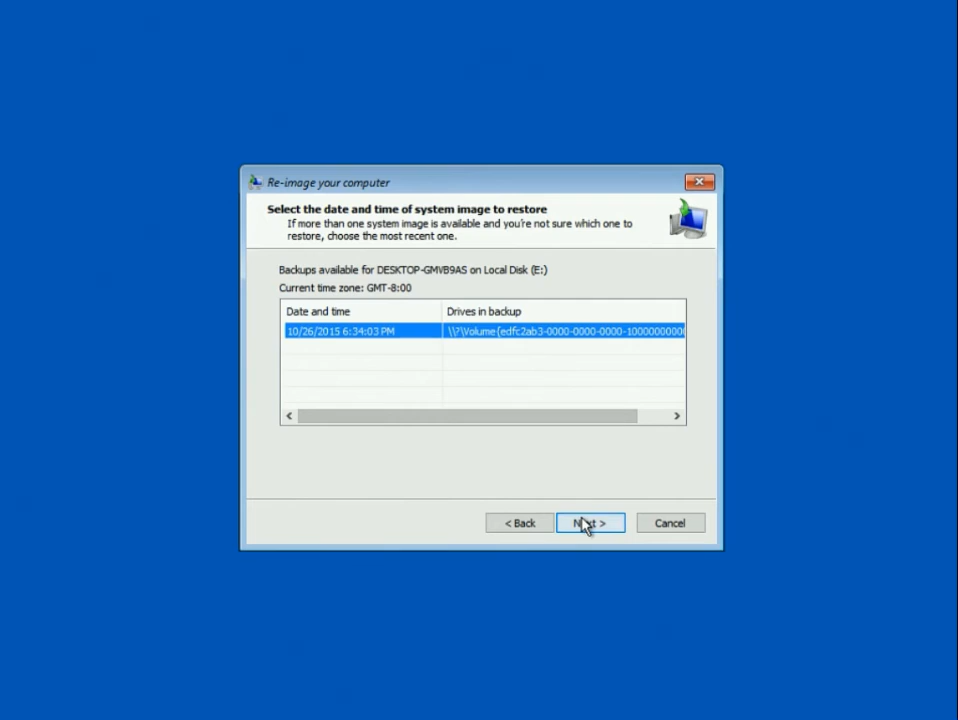 Re-image your computer
Select the date and time of system image to restore
If more than one system image is available and you're not sure which one to
restore, choose the most recent one.
Backups available for DESKTOP-GMVB9AS on Local Disk (E:)
Current time zone: GMT-8:00
Date and time Drives in backup
10/26/2015 6:34:03 PM \\?\Volume{edfc2ab3-0000-0000-0000-1000000000
< Back Next > Cancel